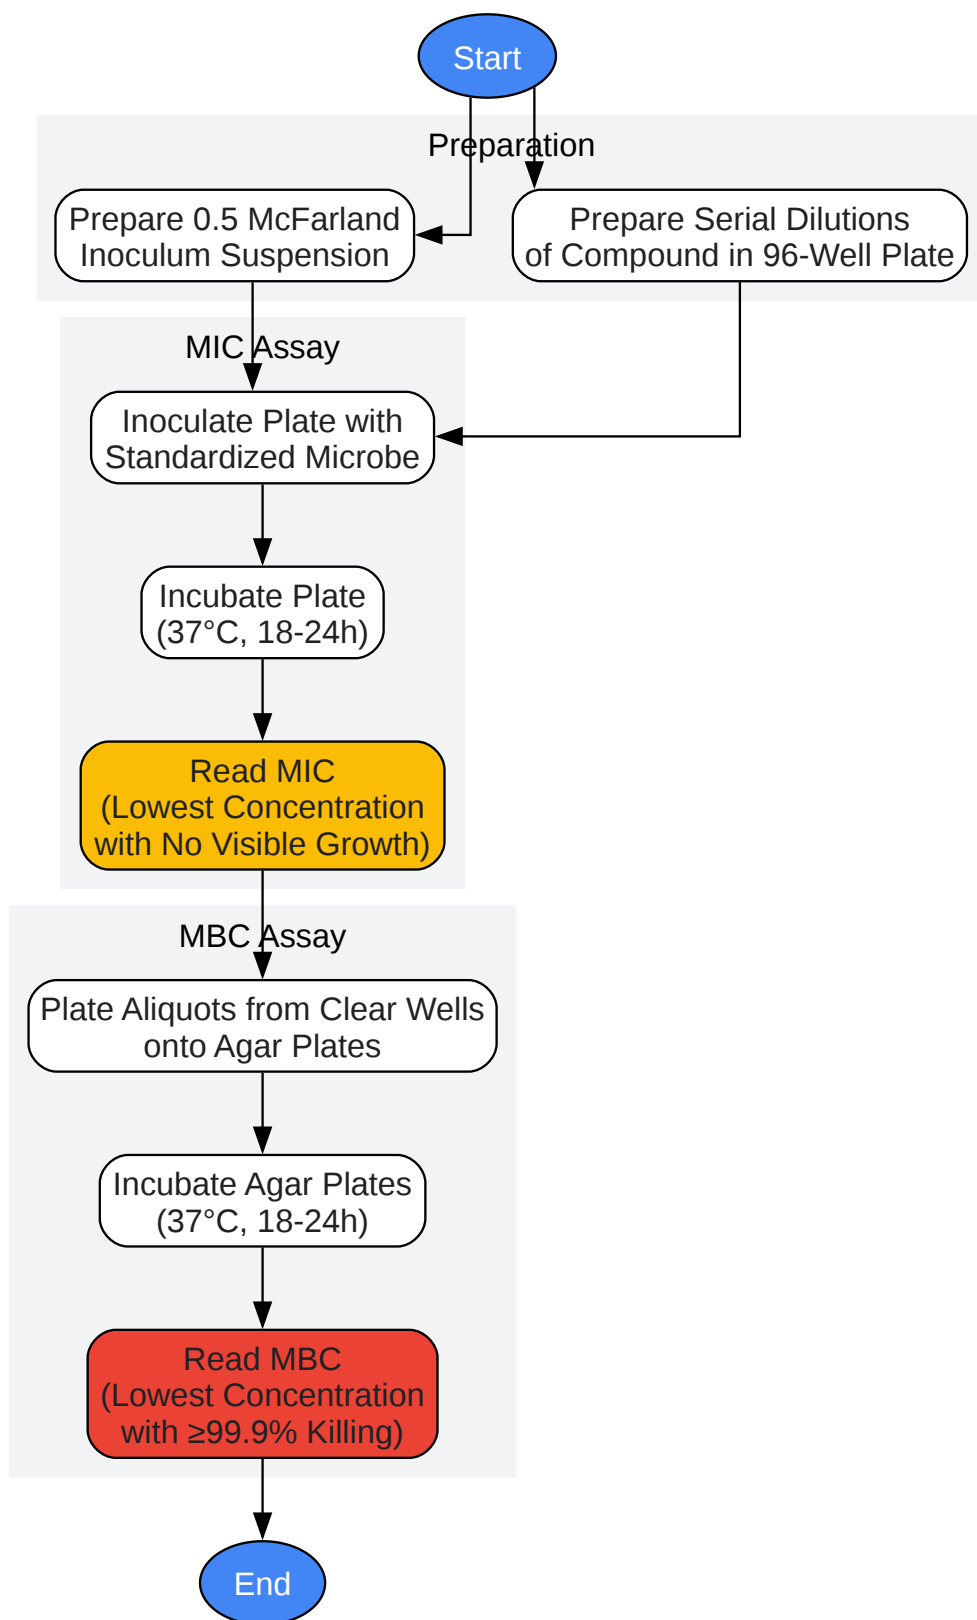 Start
Preparation
Prepare 0.5 McFarland
Inoculum Suspension
Prepare Serial Dilutions
of Compound in 96-Well Plate
MIC Assay
Inoculate Plate with
Standardized Microbe
Incubate Plate
(37°C, 18-24h)
Read MIC
(Lowest Concentration
with No Visible Growth)
MBC Assay
Plate Aliquots from Clear Wells
onto Agar Plates
Incubate Agar Plates
(37°C, 18-24h)
Read MBC
(Lowest Concentration
with ≥99.9% Killing)
End